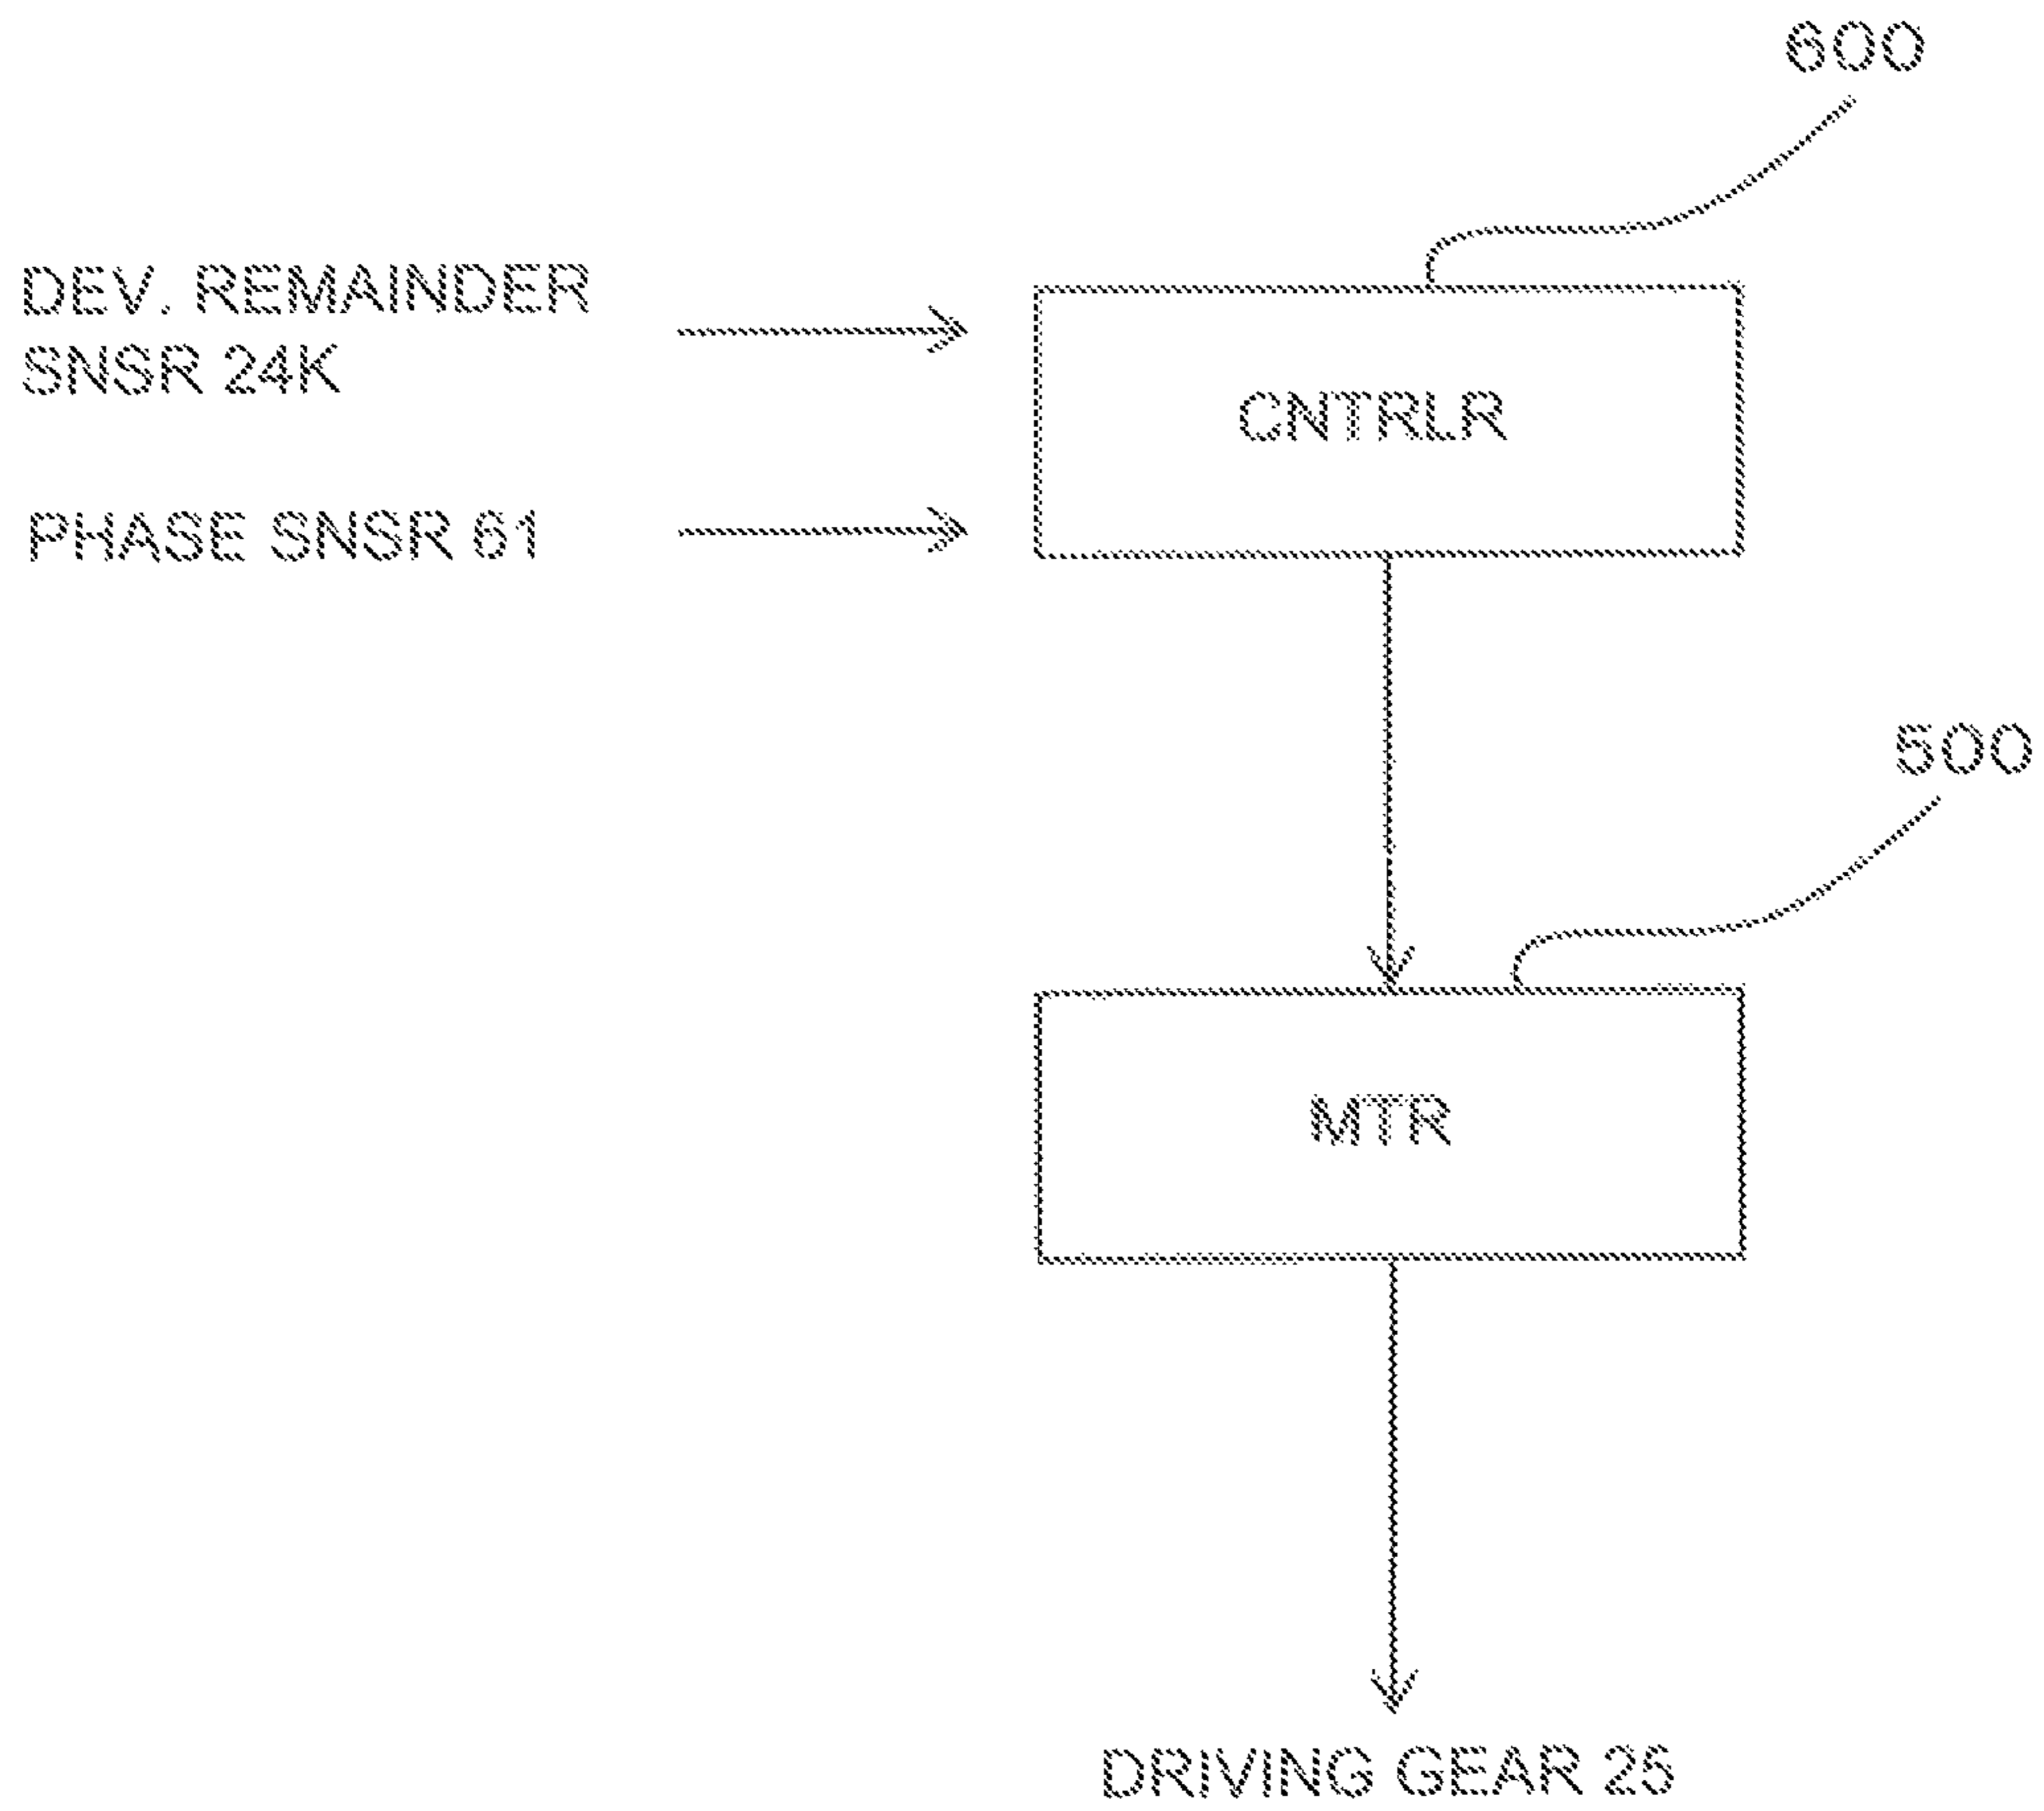 600
DEV. REMAINDER
SNSR 24K
CNTRLR
PHASE SNSR 61
500
MTR
DRIVING GEAR 25